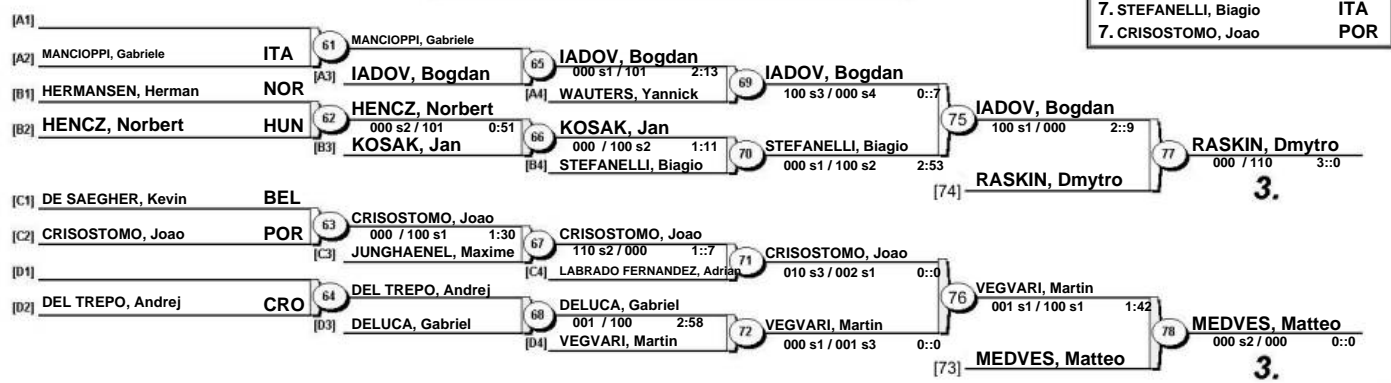 7. STEFANELLI, Biagio ITA
7. CRISOSTOMO, Joao POR
[A1]
[A2] MANCIOPPI, Gabriele ITA
61 MANCIOPPI, Gabriele
[A3] IADOV, Bogdan
65 IADOV, Bogdan
000 s1 / 101 2:13
[A4] WAUTERS, Yannick
69 IADOV, Bogdan
100 s3 / 000 s4 0::7
[B1] HERMANSEN, Herman NOR
[B2] HENCZ, Norbert HUN
62 HENCZ, Norbert
000 s2 / 101 0:51
[B3] KOSAK, Jan
66 KOSAK, Jan
000 / 100 s2 1:11
[B4] STEFANELLI, Biagio
70 STEFANELLI, Biagio
000 s1 / 100 s2 2:53
75 IADOV, Bogdan
100 s1 / 000 2::9
[74] RASKIN, Dmytro
77 RASKIN, Dmytro
000 / 110 3::0
3.
[C1] DE SAEGHER, Kevin BEL
[C2] CRISOSTOMO, Joao POR
63 CRISOSTOMO, Joao
000 / 100 s1 1:30
[C3] JUNGHAENEL, Maxime
67 CRISOSTOMO, Joao
110 s2 / 000 1::7
[C4] LABRADO FERNANDEZ, Adrian
71 CRISOSTOMO, Joao
010 s3 / 002 s1 0::0
[D1]
[D2] DEL TREPO, Andrej CRO
64 DEL TREPO, Andrej
[D3] DELUCA, Gabriel
68 DELUCA, Gabriel
001 / 100 2:58
[D4] VEGVARI, Martin
72 VEGVARI, Martin
000 s1 / 001 s3 0::0
76 VEGVARI, Martin
001 s1 / 100 s1 1:42
[73] MEDVES, Matteo
78 MEDVES, Matteo
000 s2 / 000 0::0
3.